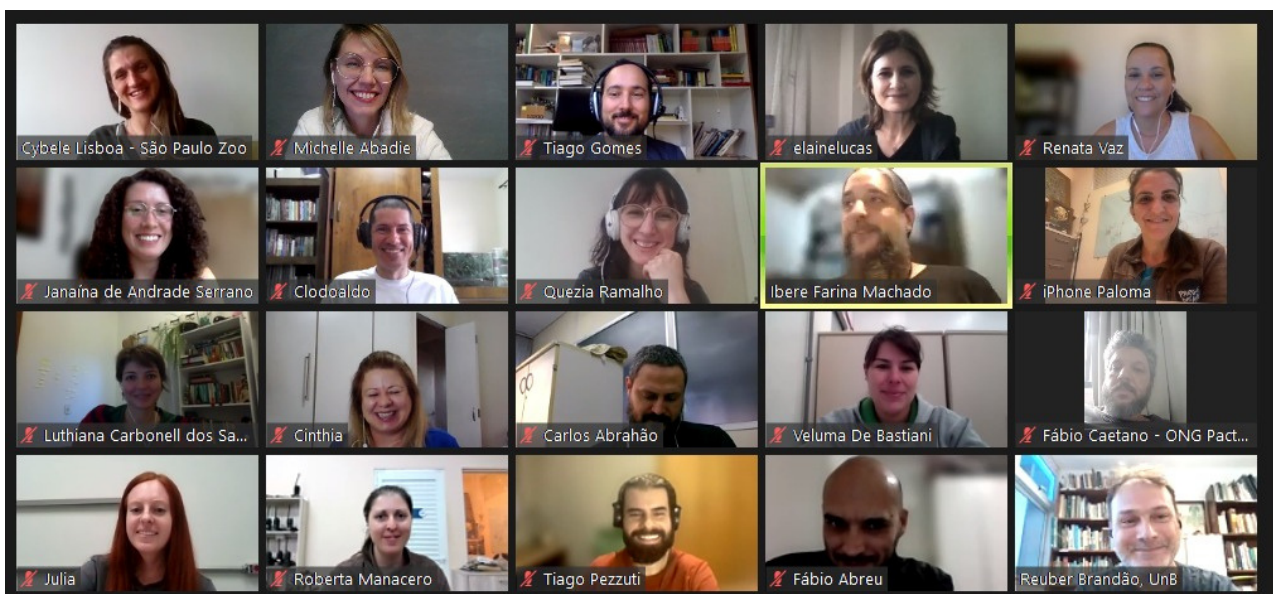 Cybele Lisboa - São Paulo Zoo
Michelle Abadie
Tiago Gomes
elainelucas
Renata Vaz
Janaína de Andrade Serrano
Clodoaldo
Quezia Ramalho
Ibere Farina Machado
iPhone Paloma
Luthiana Carbonell dos Sa...
Cinthia
Carlos Abrahão
Veluma De Bastiani
Fábio Caetano - ONG Pact...
Julia
Roberta Manacero
Tiago Pezzuti
Fábio Abreu
Reuber Brandão, UnB